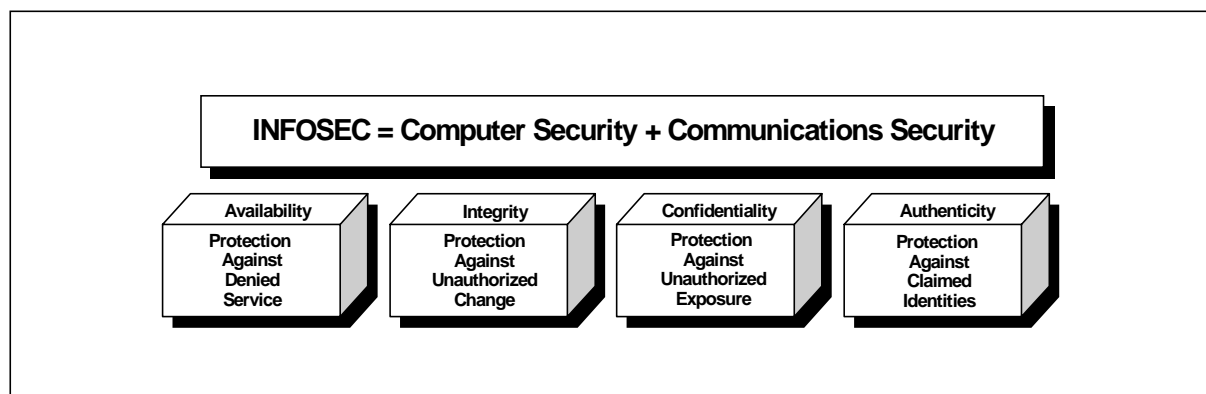 INFOSEC = Computer Security + Communications Security
Availability
Protection
Against
Denied
Service
Integrity
Protection
Against
Unauthorized
Change
Confidentiality
Protection
Against
Unauthorized
Exposure
Authenticity
Protection
Against
Claimed
Identities